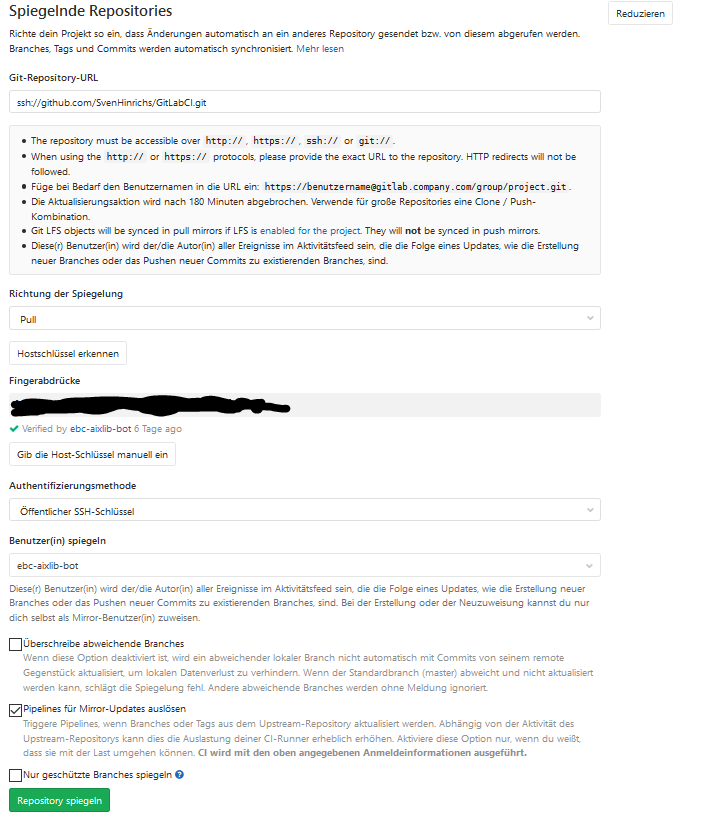 Spiegelnde Repositories
Reduzieren
Richte dein Projekt so ein, dass Änderungen automatisch an ein anderes Repository gesendet bzw. von diesem abgerufen werden.
Branches, Tags und Commits werden automatisch synchronisiert. Mehr lesen
Git-Repository-URL
ssh://github.com/SvenHinrichs/GitLabCI.git
The repository must be accessible over http://, https://, ssh:// or git://.
When using the http:// or https:// protocols, please provide the exact URL to the repository. HTTP redirects will not be
followed.
Füge bei Bedarf den Benutzernamen in die URL ein: https://benutzername@gitlab.company.com/group/project.git.
Die Aktualisierungsaktion wird nach 180 Minuten abgebrochen. Verwende für große Repositories eine Clone / Push-
Kombination.
Git LFS objects will be synced in pull mirrors if LFS is enabled for the project. They will not be synced in push mirrors.
Diese(r) Benutzer(in) wird der/die Autor(in) aller Ereignisse im Aktivitätsfeed sein, die die Folge eines Updates, wie die Erstellung
neuer Branches oder das Pushen neuer Commits zu existierenden Branches, sind.
Richtung der Spiegelung
Pull
Hostschlüssel erkennen
Fingerabdrücke
Verified by ebc-aixlib-bot 6 Tage ago
Gib die Host-Schlüssel manuell ein
Authentifizierungsmethode
Öffentlicher SSH-Schlüssel
Benutzer(in) spiegeln
ebc-aixlib-bot
Diese(r) Benutzer(in) wird der/die Autor(in) aller Ereignisse im Aktivitätsfeed sein, die die Folge eines Updates, wie die Erstellung neuer
Branches oder das Pushen neuer Commits zu existierenden Branches, sind. Bei der Erstellung oder der Neuzuweisung kannst du nur
dich selbst als Mirror-Benutzer(in) zuweisen.
Überschreibe abweichende Branches
Wenn diese Option deaktiviert ist, wird ein abweichender lokaler Branch nicht automatisch mit Commits von seinem remote
Gegenstück aktualisiert, um lokalen Datenverlust zu verhindern. Wenn der Standardbranch (master) abweicht und nicht aktualisiert
werden kann, schlägt die Spiegelung fehl. Andere abweichende Branches werden ohne Meldung ignoriert.
Pipelines für Mirror-Updates auslösen
Triggere Pipelines, wenn Branches oder Tags aus dem Upstream-Repository aktualisiert werden. Abhängig von der Aktivität des
Upstream-Repositorys kann dies die Auslastung deiner CI-Runner erheblich erhöhen. Aktiviere diese Option nur, wenn du weißt,
dass sie mit der Last umgehen können. CI wird mit den oben angegebenen Anmeldeinformationen ausgeführt.
Nur geschützte Branches spiegeln
Repository spiegeln